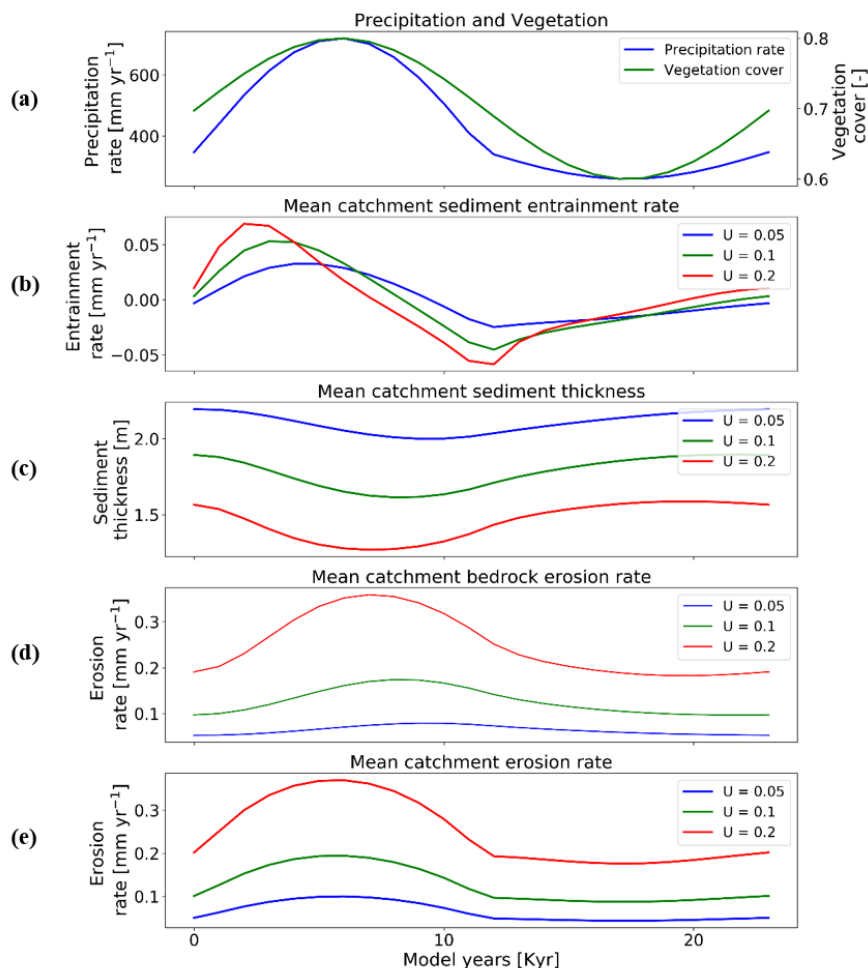 Precipitation and Vegetation
(a)
Precipitation
rate [mm yr⁻¹]
600
400
Precipitation rate
Vegetation cover
0.8
0.7
0.6
Vegetation
cover [-]
Mean catchment sediment entrainment rate
(b)
Entrainment
rate [mm yr⁻¹]
0.05
0.00
−0.05
U = 0.05
U = 0.1
U = 0.2
Mean catchment sediment thickness
(c)
Sediment
thickness [m]
2.0
1.5
U = 0.05
U = 0.1
U = 0.2
Mean catchment bedrock erosion rate
(d)
Erosion
rate [mm yr⁻¹]
0.3
0.2
0.1
U = 0.05
U = 0.1
U = 0.2
Mean catchment erosion rate
(e)
Erosion
rate [mm yr⁻¹]
0.3
0.2
0.1
U = 0.05
U = 0.1
U = 0.2
0
10
20
Model years [Kyr]